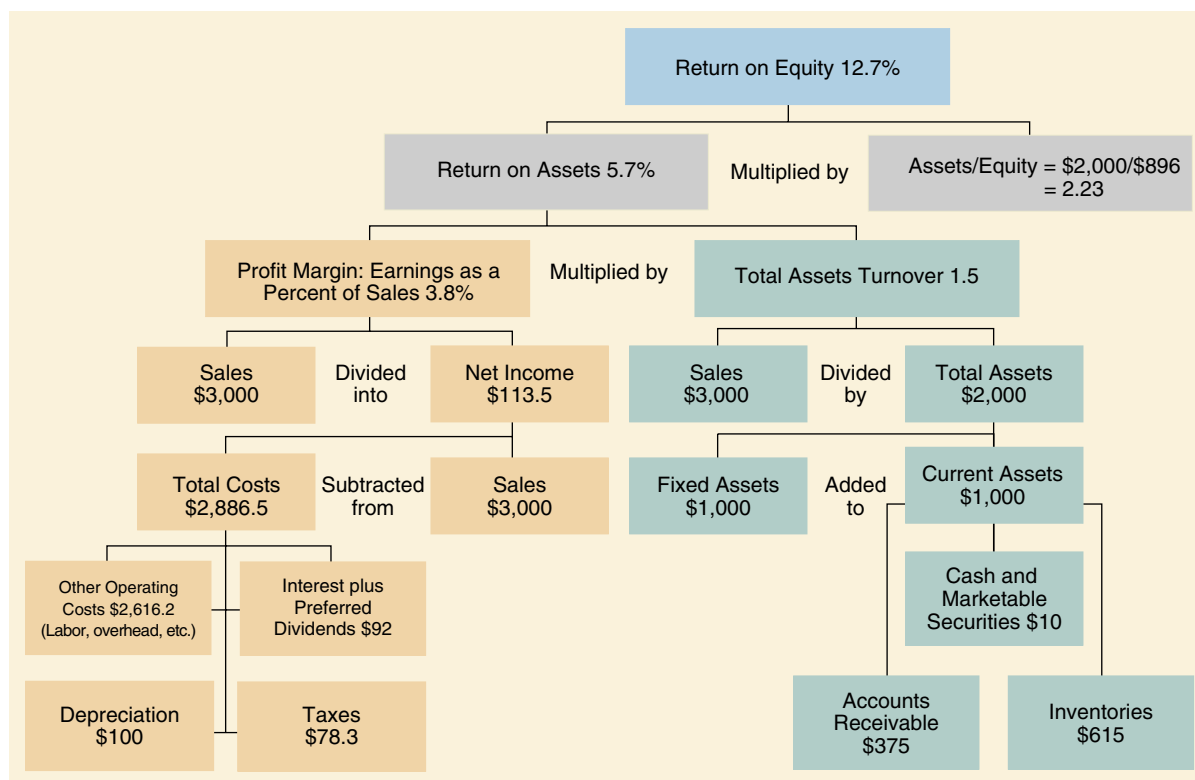 Return on Equity 12.7%
Return on Assets 5.7%
Multiplied by
Assets/Equity = $2,000/$896
= 2.23
Profit Margin: Earnings as a
Percent of Sales 3.8%
Multiplied by
Total Assets Turnover 1.5
Sales
$3,000
Divided
into
Net Income
$113.5
Sales
$3,000
Divided
by
Total Assets
$2,000
Total Costs
$2,886.5
Subtracted
from
Sales
$3,000
Fixed Assets
$1,000
Added
to
Current Assets
$1,000
Other Operating
Costs $2,616.2
(Labor, overhead, etc.)
Interest plus
Preferred
Dividends $92
Cash and
Marketable
Securities $10
Depreciation
$100
Taxes
$78.3
Accounts
Receivable
$375
Inventories
$615